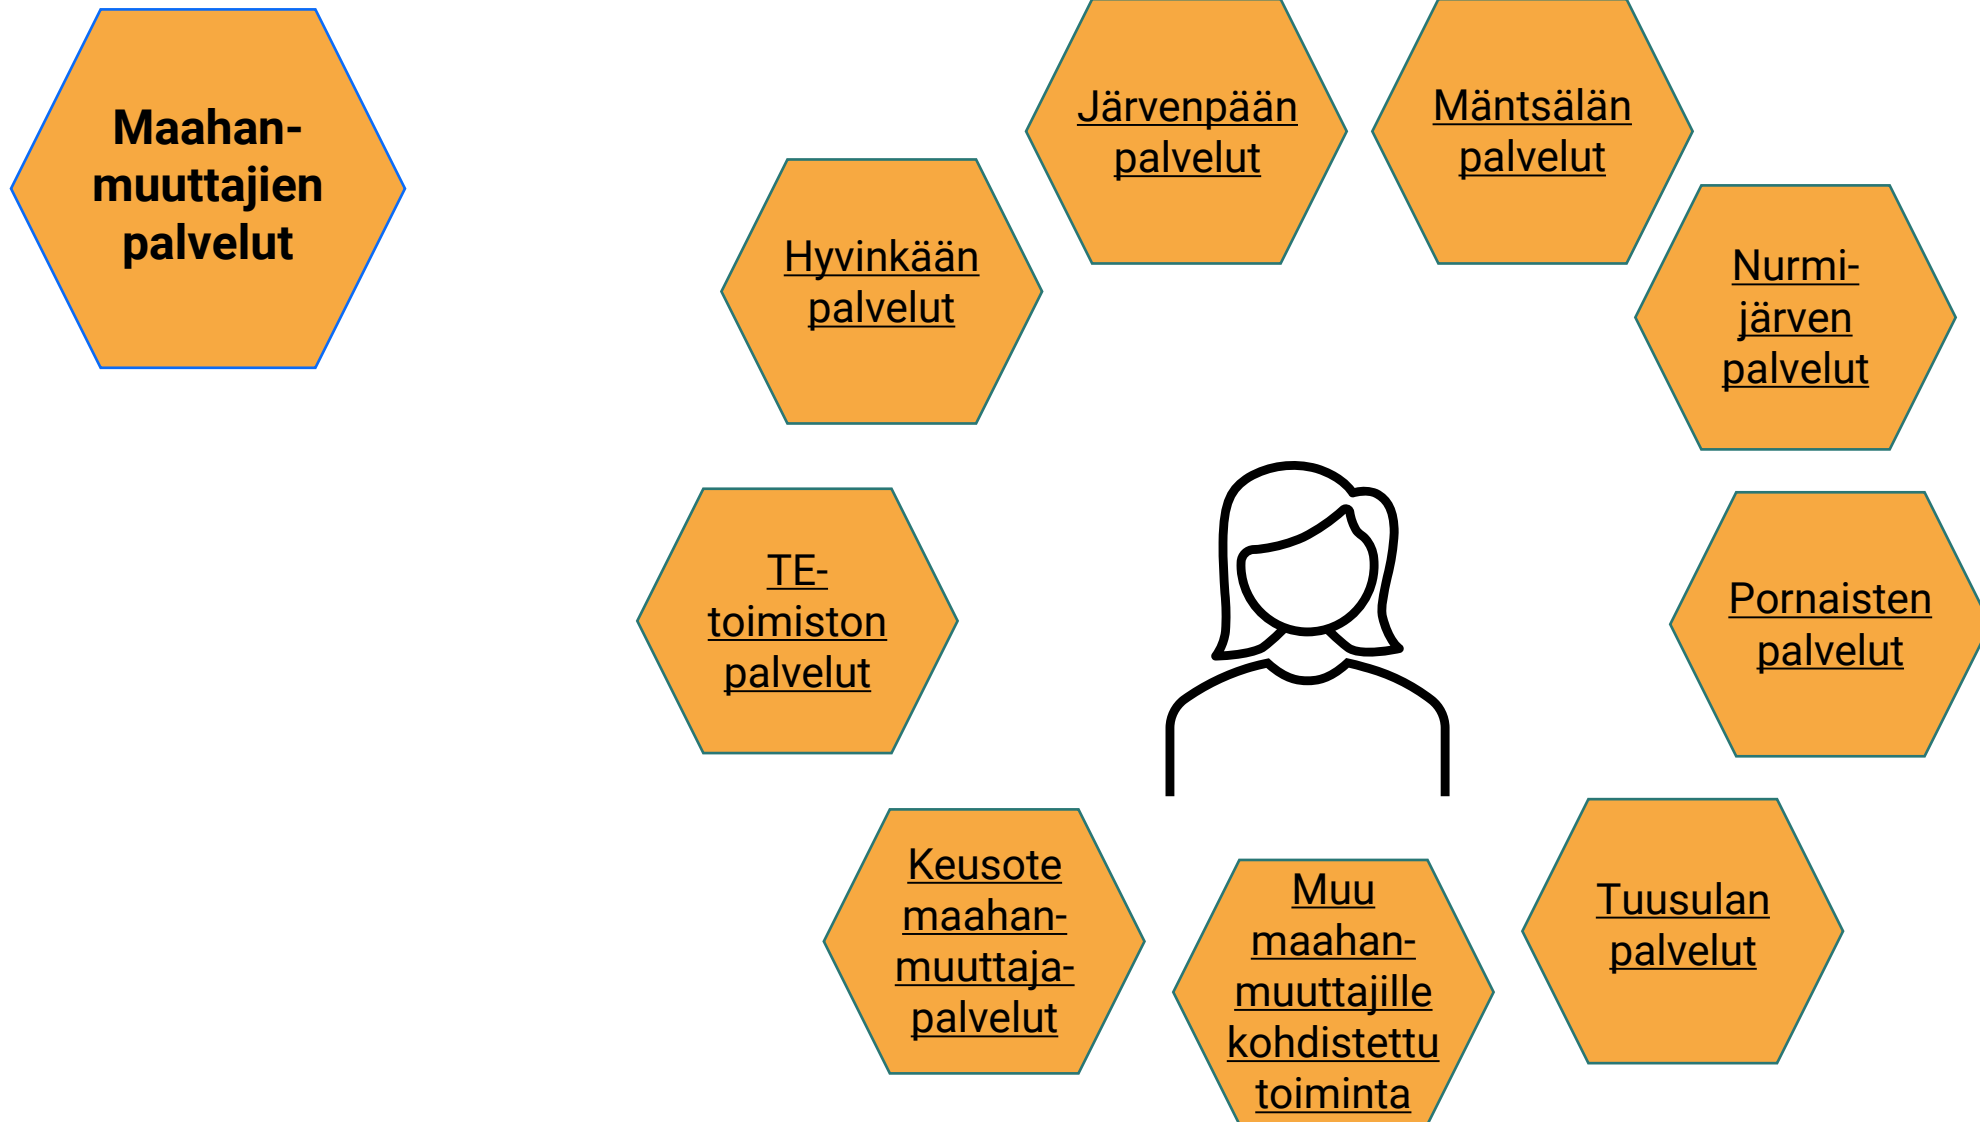 Maahan-
muuttajien
palvelut
Järvenpään
palvelut
Mäntsälän
palvelut
Hyvinkään
palvelut
Nurmi-
järven
palvelut
TE-
toimiston
palvelut
Pornaisten
palvelut
Keusote
maahan-
muuttaja-
palvelut
Muu
maahan-
muuttajille
kohdistettu
toiminta
Tuusulan
palvelut